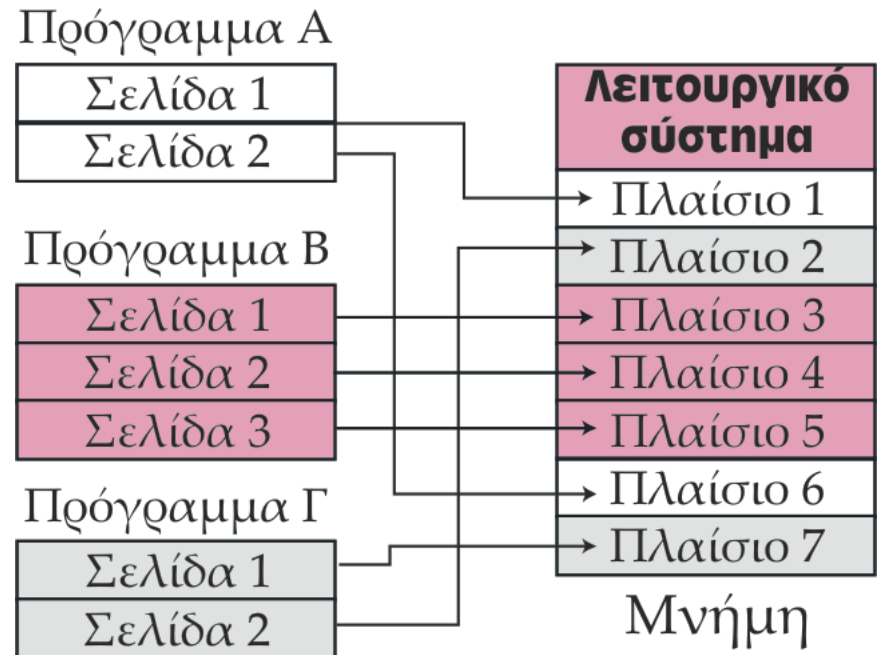 Πρόγραμμα Α
Σελίδα 1
Σελίδα 2
Πρόγραμμα Β
Σελίδα 1
Σελίδα 2
Σελίδα 3
Πρόγραμμα Γ
Σελίδα 1
Σελίδα 2
Λειτουργικό
σύστημα
Πλαίσιο 1
Πλαίσιο 2
Πλαίσιο 3
Πλαίσιο 4
Πλαίσιο 5
Πλαίσιο 6
Πλαίσιο 7
Μνήμη